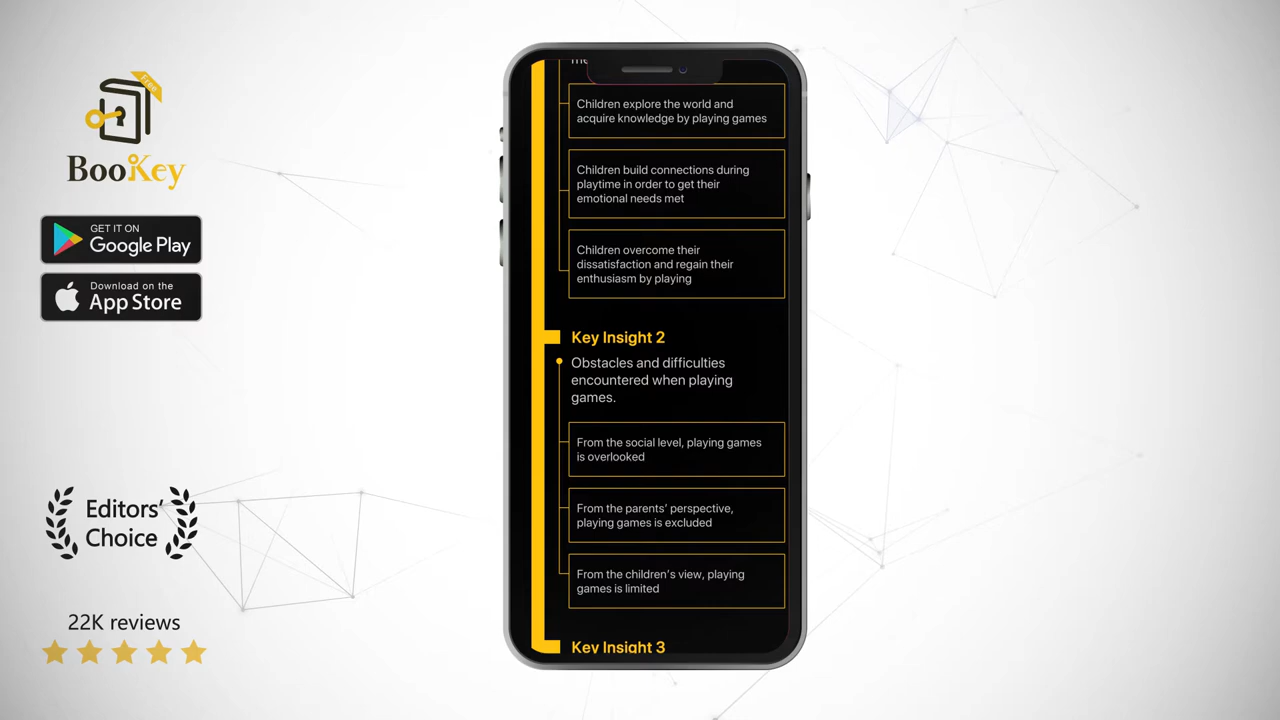 Free
BooKey
GET IT ON
Google Play
Download on the
App Store
Editors'
Choice
22K reviews
Children explore the world and
acquire knowledge by playing games
Children build connections during
playtime in order to get their
emotional needs met
Children overcome their
dissatisfaction and regain their
enthusiasm by playing
Key Insight 2
Obstacles and difficulties
encountered when playing
games.
From the social level, playing games
is overlooked
From the parents' perspective,
playing games is excluded
From the children's view, playing
games is limited
Key Insight 3